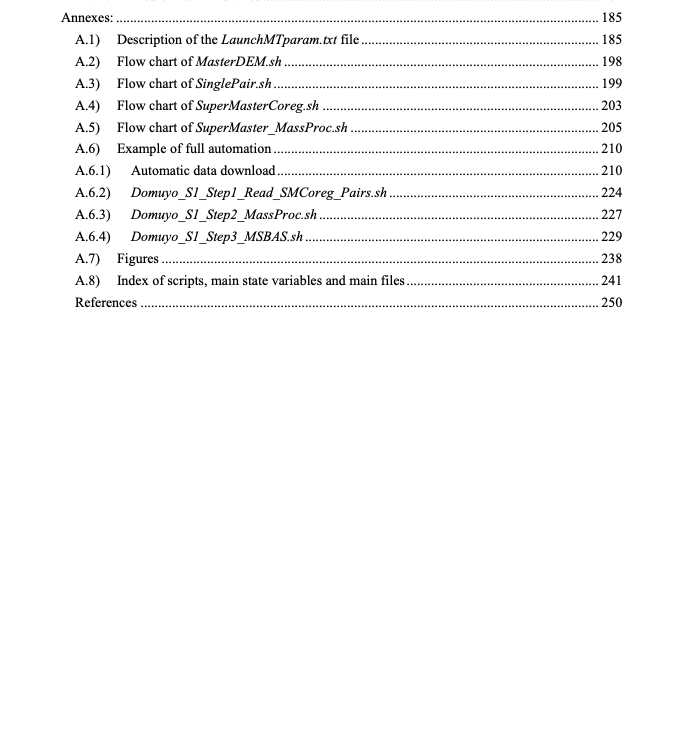 Annexes: ........ 185
A.1) Description of the LaunchMTparam.txt file ........ 185
A.2) Flow chart of MasterDEM.sh ........ 198
A.3) Flow chart of SinglePair.sh ........ 199
A.4) Flow chart of SuperMasterCoreg.sh ........ 203
A.5) Flow chart of SuperMaster_MassProc.sh ........ 205
A.6) Example of full automation ........ 210
A.6.1) Automatic data download ........ 210
A.6.2) Domuyo_S1_Step1_Read_SMCoreg_Pairs.sh ........ 224
A.6.3) Domuyo_S1_Step2_MassProc.sh ........ 227
A.6.4) Domuyo_S1_Step3_MSBAS.sh ........ 229
A.7) Figures ........ 238
A.8) Index of scripts, main state variables and main files ........ 241
References ........ 250